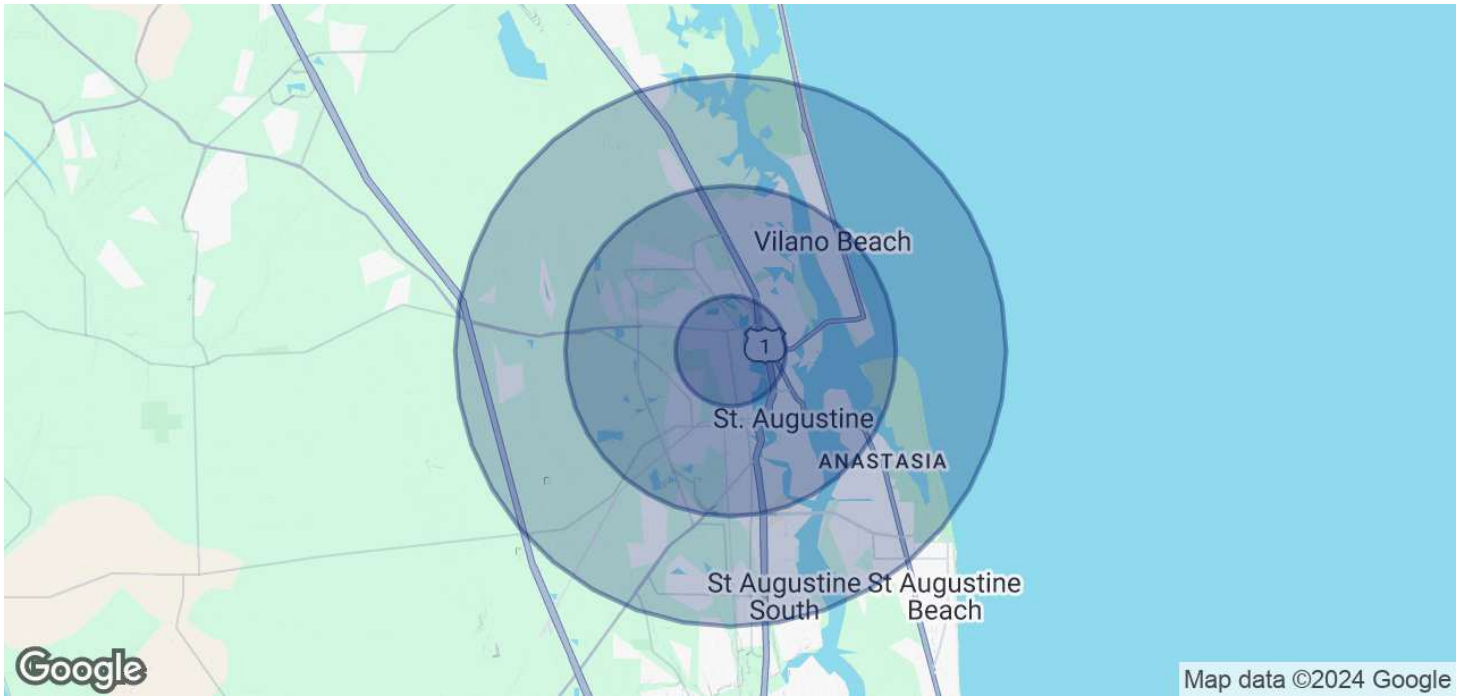 Vilano Beach
1
St. Augustine
ANASTASIA
St Augustine
South
St Augustine
Beach
Google
Map data ©2024 Google